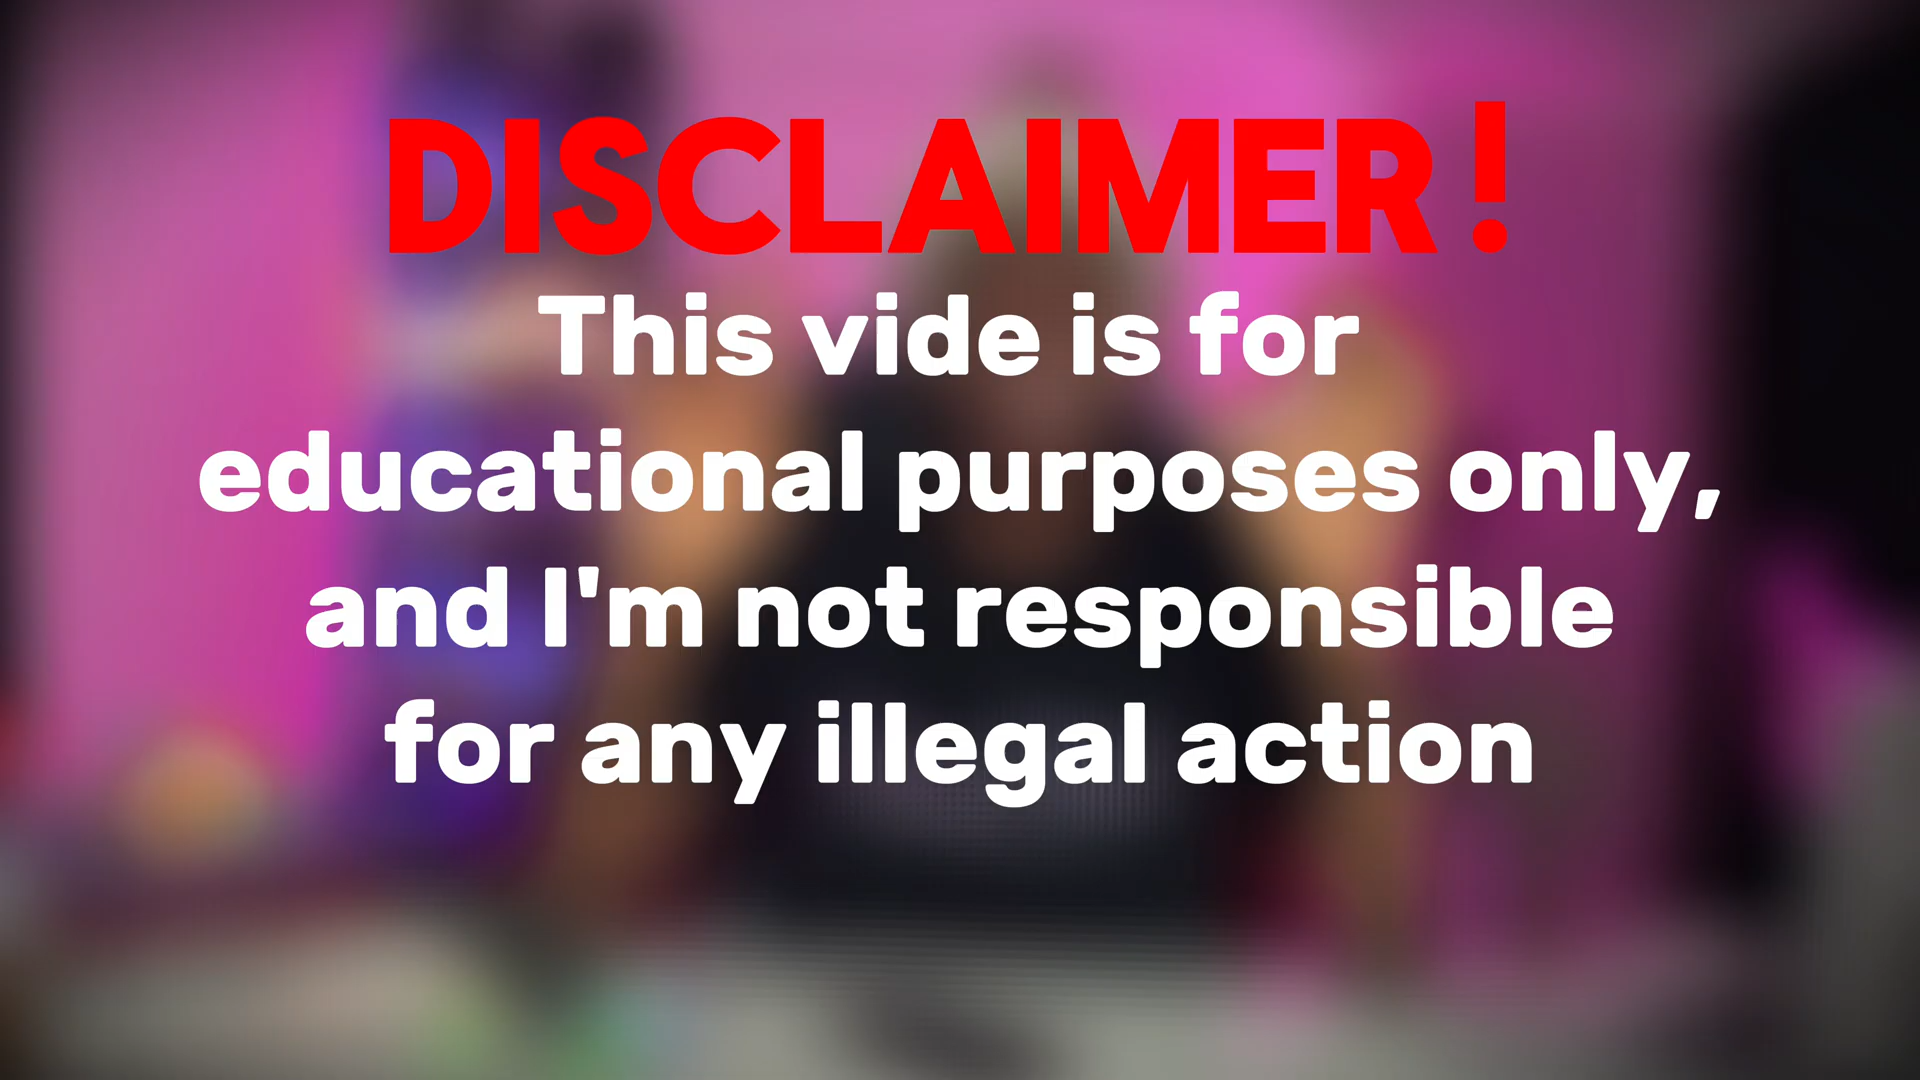 DISCLAIMER!
This vide is for
educational purposes only,
and I'm not responsible
for any illegal action